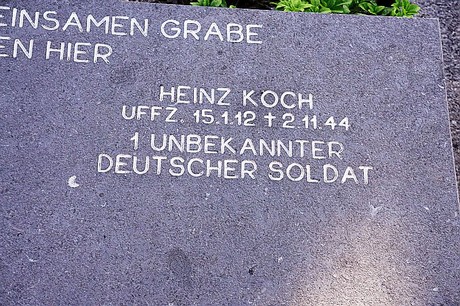 EINSAMEN GRABE
EN HIER
HEINZ KOCH
UFFZ. 15.1.12 † 2.11.44
1 UNBEKANNTER
DEUTSCHER SOLDAT